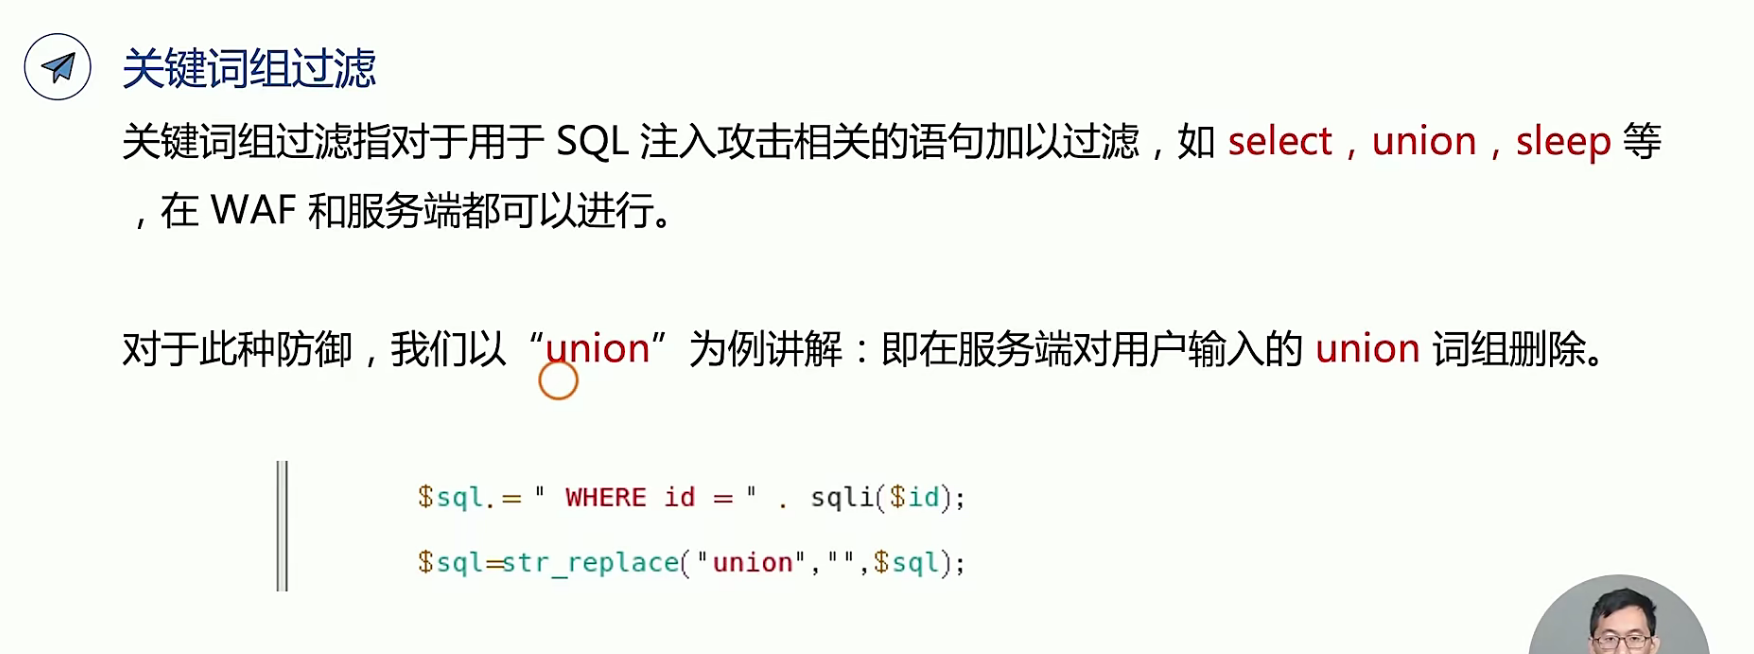 关键词组过滤
关键词组过滤指对于用于 SQL 注入攻击相关的语句加以过滤，如 select，union，sleep 等
，在 WAF 和服务端都可以进行。
对于此种防御，我们以“union”为例讲解：即在服务端对用户输入的 union 词组删除。
$sql.=" WHERE id = " . sqli($id);
$sql=str_replace("union","",$sql);